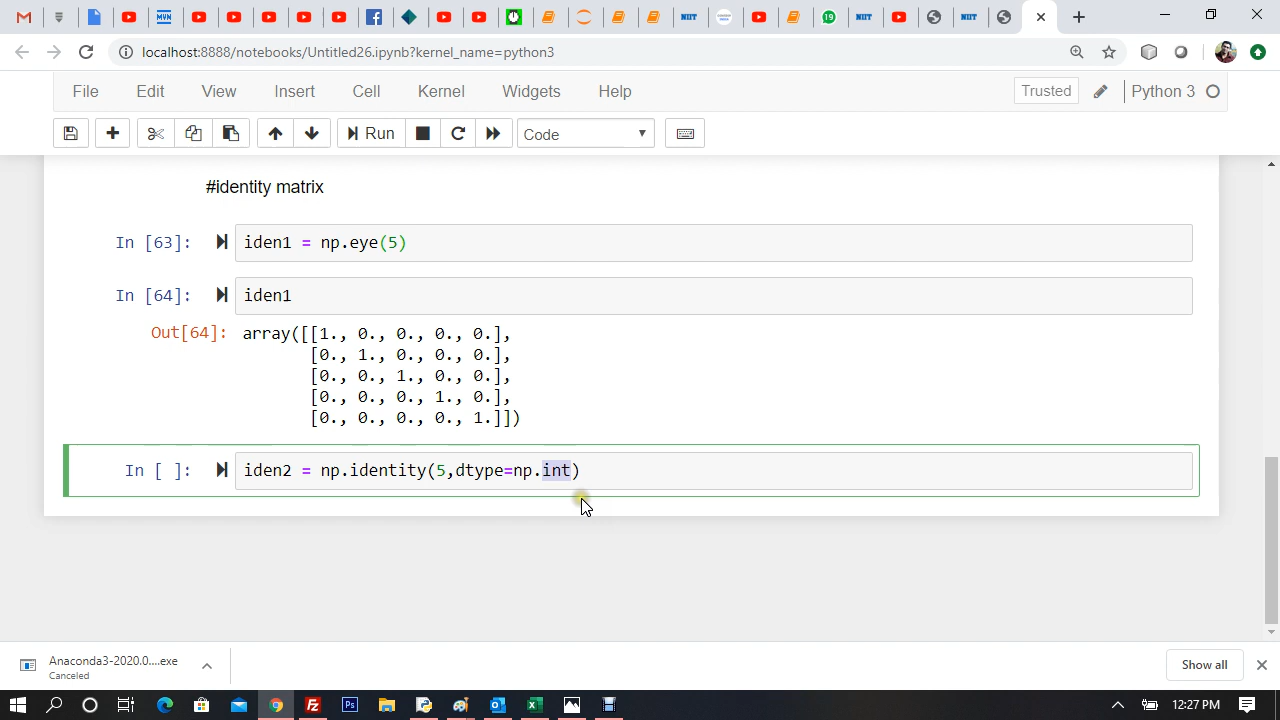 localhost:8888/notebooks/Untitled26.ipynb?kernel_name=python3
File Edit View Insert Cell Kernel Widgets Help Trusted Python 3
Run Code
#identity matrix
In [63]: iden1 = np.eye(5)
In [64]: iden1
Out[64]: array([[1., 0., 0., 0., 0.],
[0., 1., 0., 0., 0.],
[0., 0., 1., 0., 0.],
[0., 0., 0., 1., 0.],
[0., 0., 0., 0., 1.]])
In [ ]: iden2 = np.identity(5,dtype=np.int)
Anaconda3-2020.0....exe
Canceled
Show all
12:27 PM